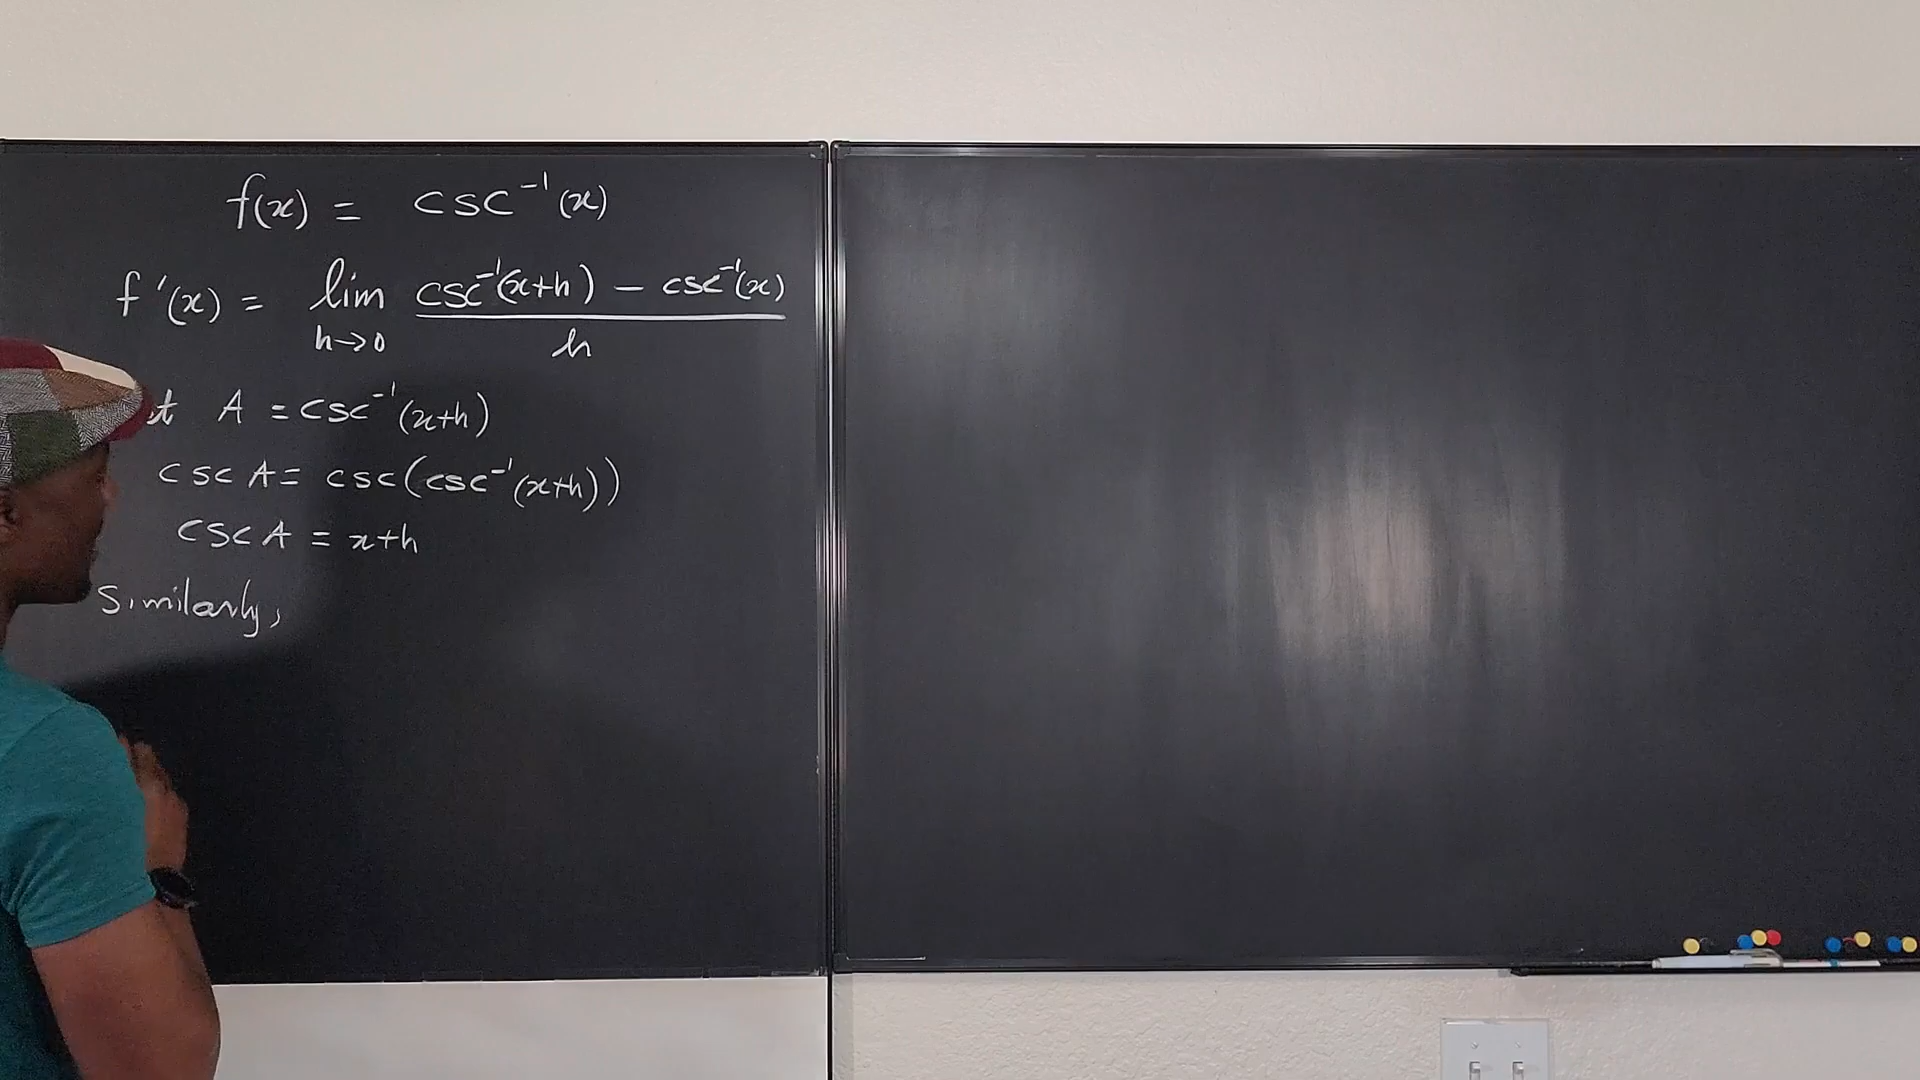 f(x) = csc⁻¹(x)
f'(x) = lim h→0 (csc⁻¹(x+h) − csc⁻¹(x)) / h
A = csc⁻¹(x+h)
csc A = csc(csc⁻¹(x+h))
csc A = x+h
Similarly,